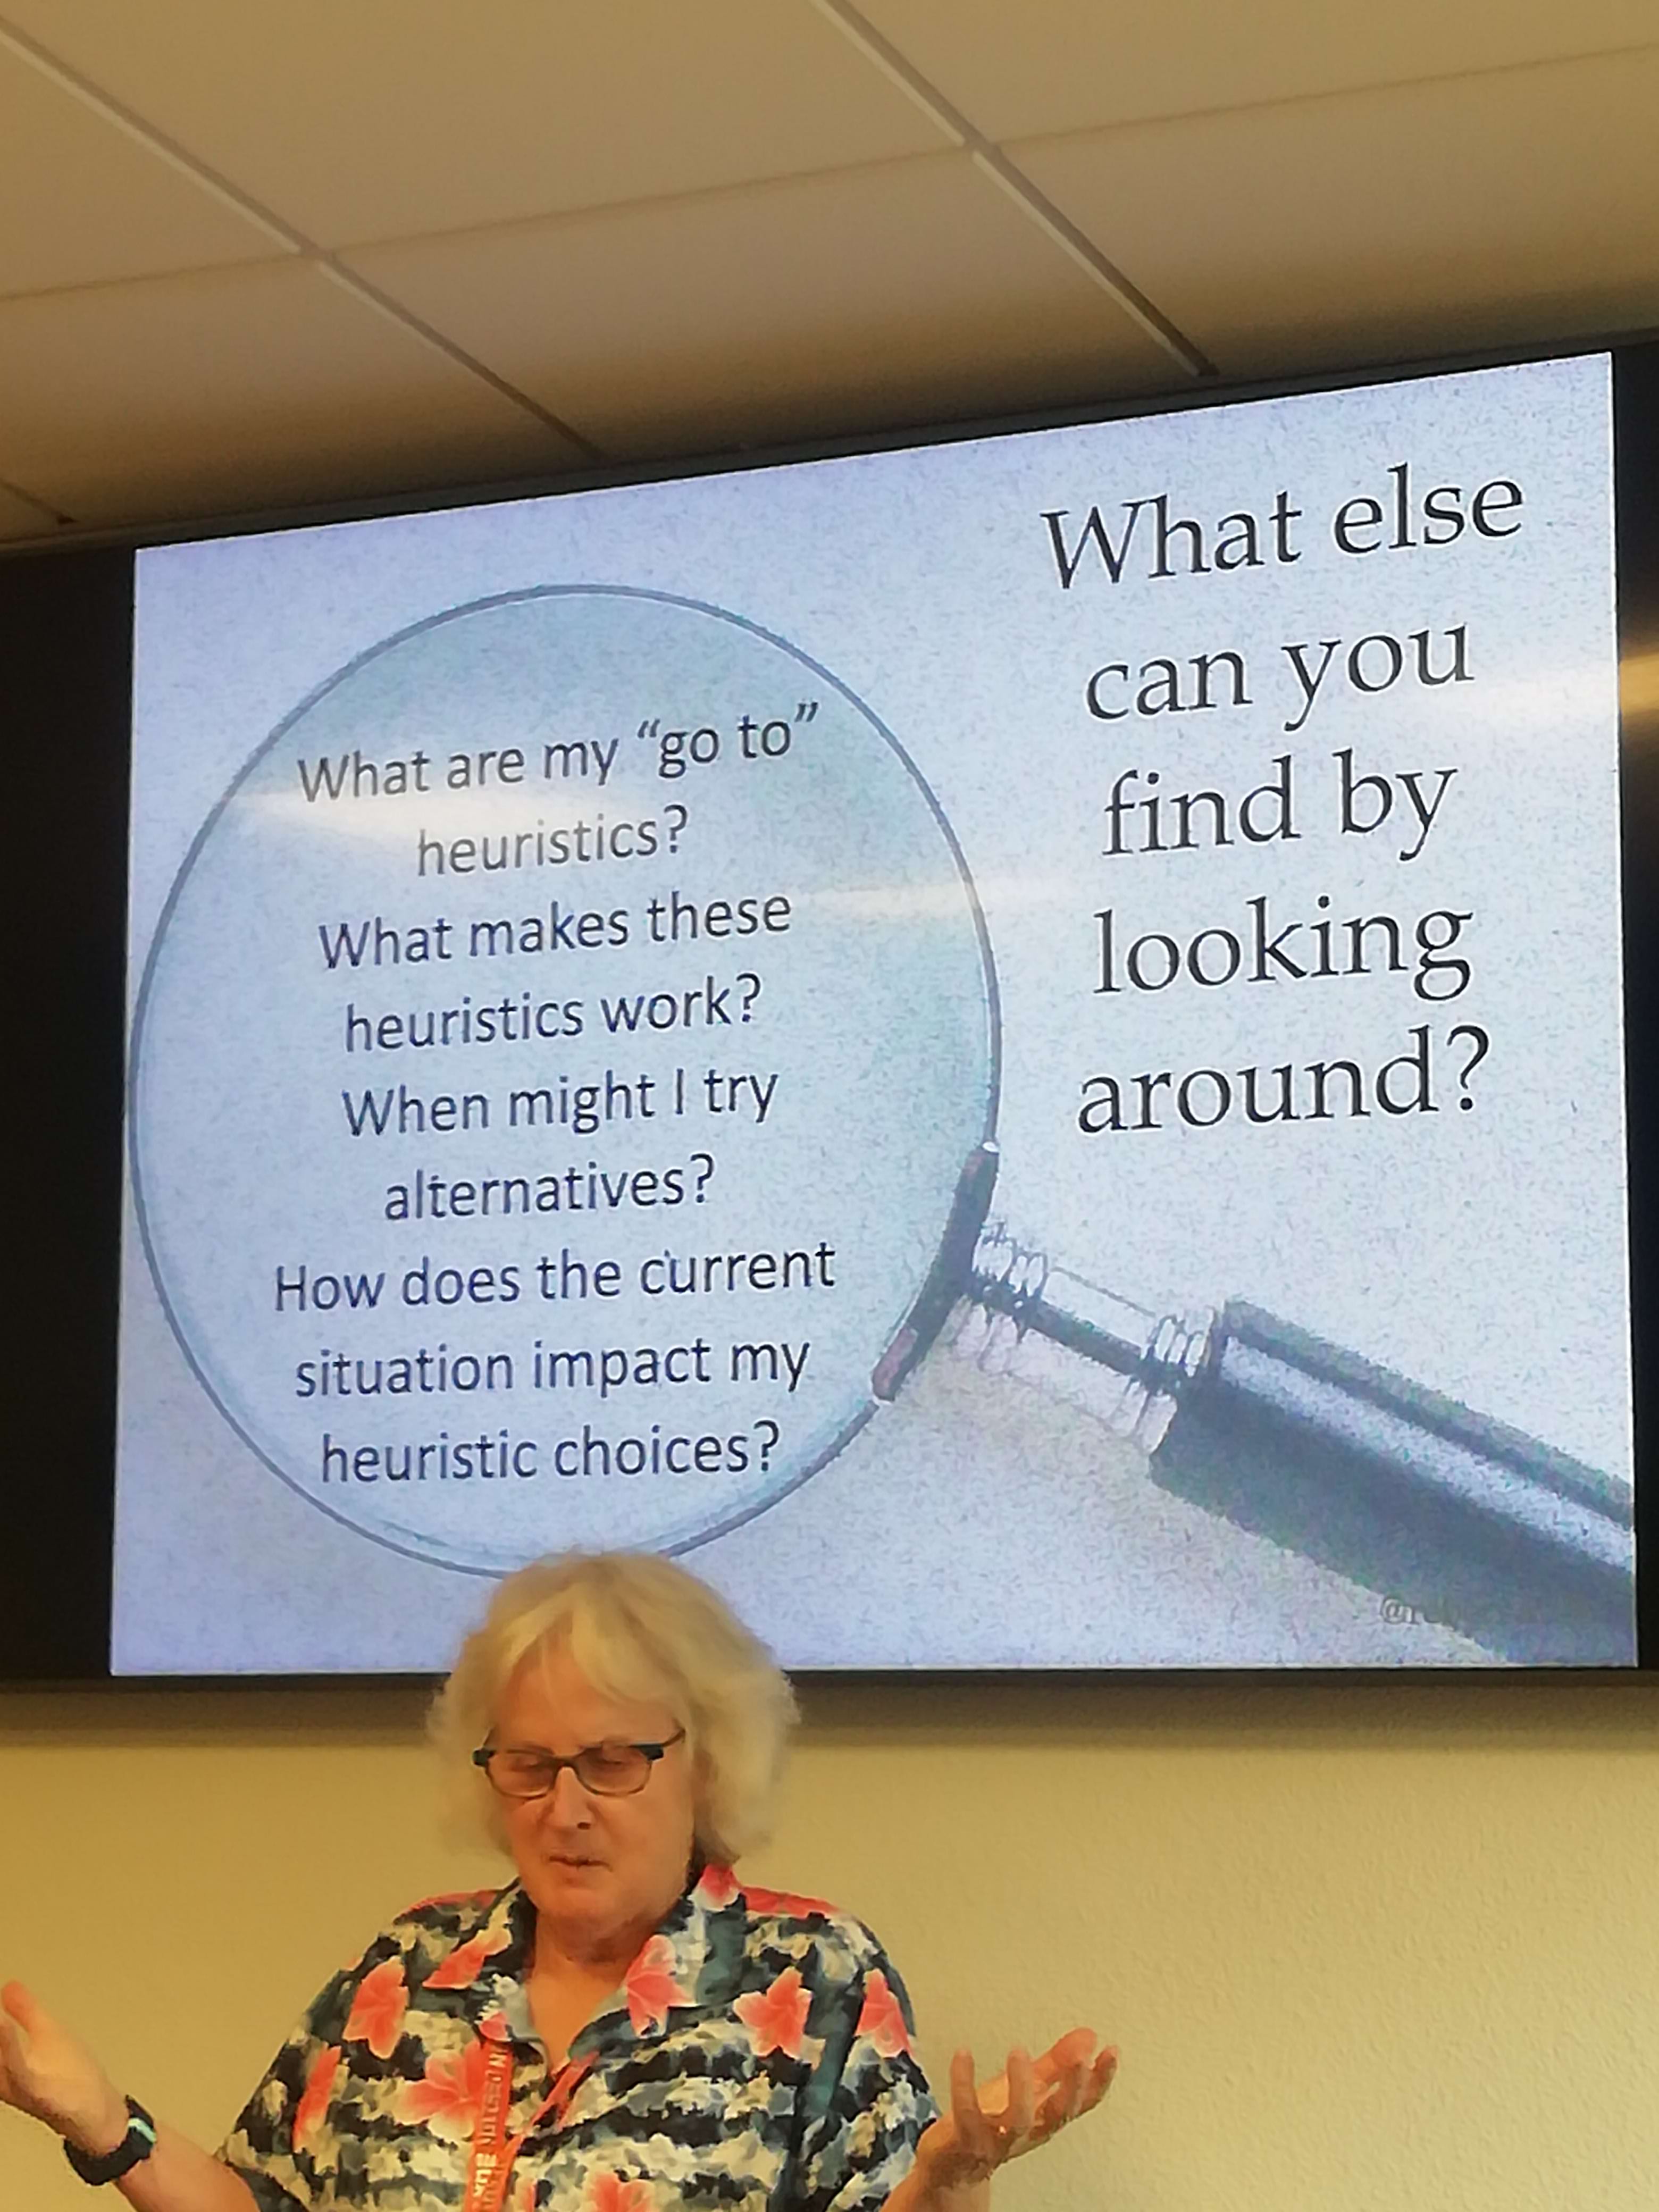 What else
can you
find by
looking
around?
What are my “go to”
heuristics?
What makes these
heuristics work?
When might I try
alternatives?
How does the current
situation impact my
heuristic choices?